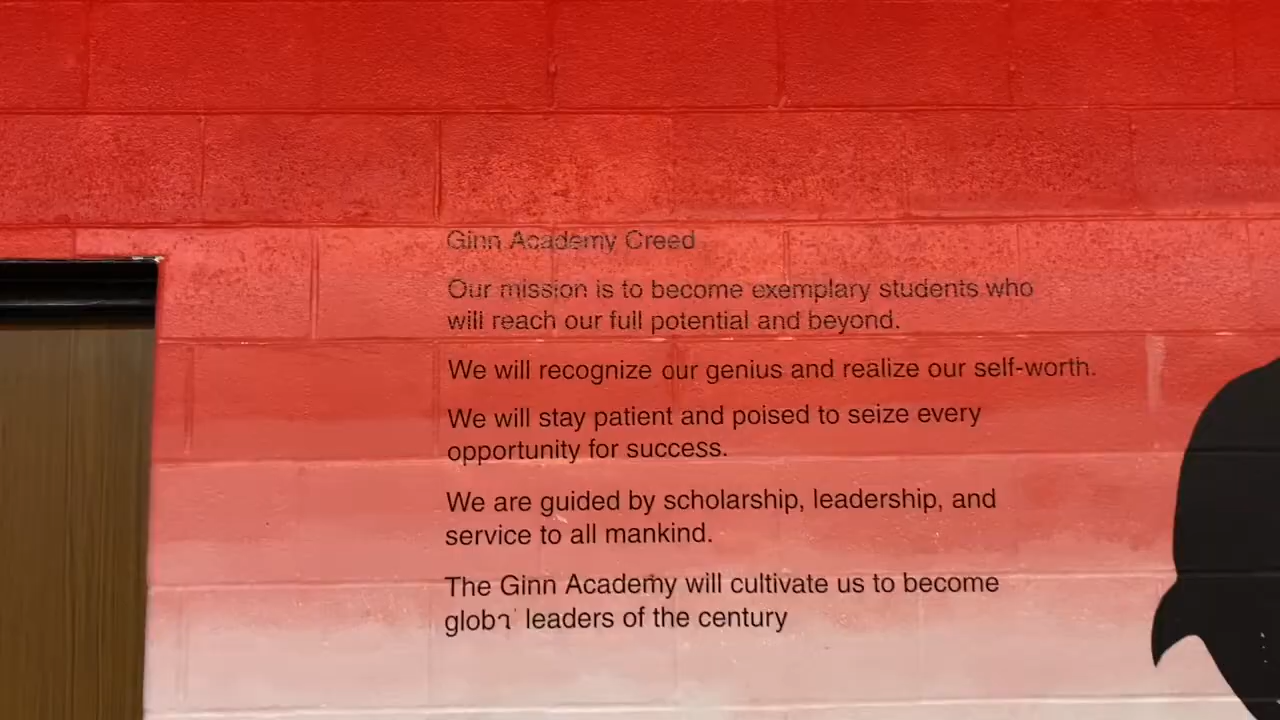 Ginn Academy Creed
Our mission is to become exemplary students who
will reach our full potential and beyond.
We will recognize our genius and realize our self-worth.
We will stay patient and poised to seize every
opportunity for success.
We are guided by scholarship, leadership, and
service to all mankind.
The Ginn Academy will cultivate us to become
leaders of the century